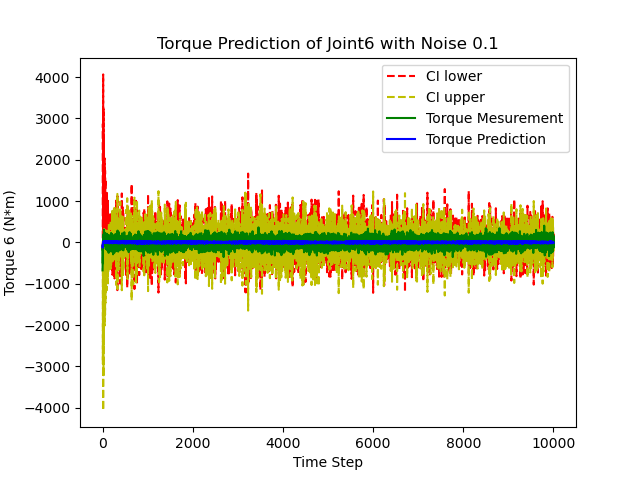 Torque Prediction of Joint6 with Noise 0.1
CI lower
CI upper
Torque Mesurement
Torque Prediction
4000
3000
2000
1000
0
−1000
−2000
−3000
−4000
Torque 6 (N*m)
0 2000 4000 6000 8000 10000
Time Step